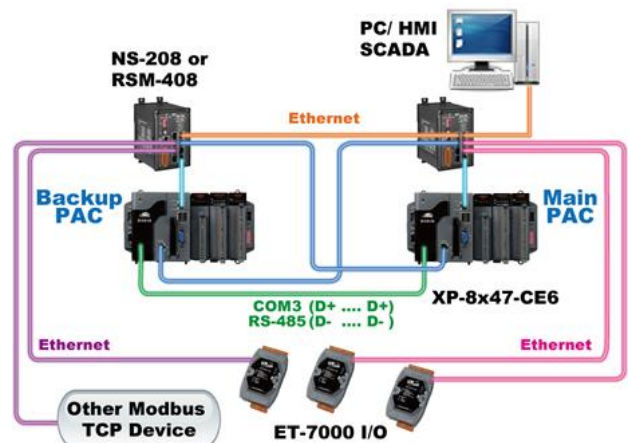 NS-208 or
RSM-408
PC/ HMI
SCADA
Ethernet
Backup
PAC
Main
PAC
XP-8x47-CE6
COM3 (D+ .... D+)
RS-485 (D- .... D- )
Ethernet
Ethernet
Other Modbus
TCP Device
ET-7000 I/O